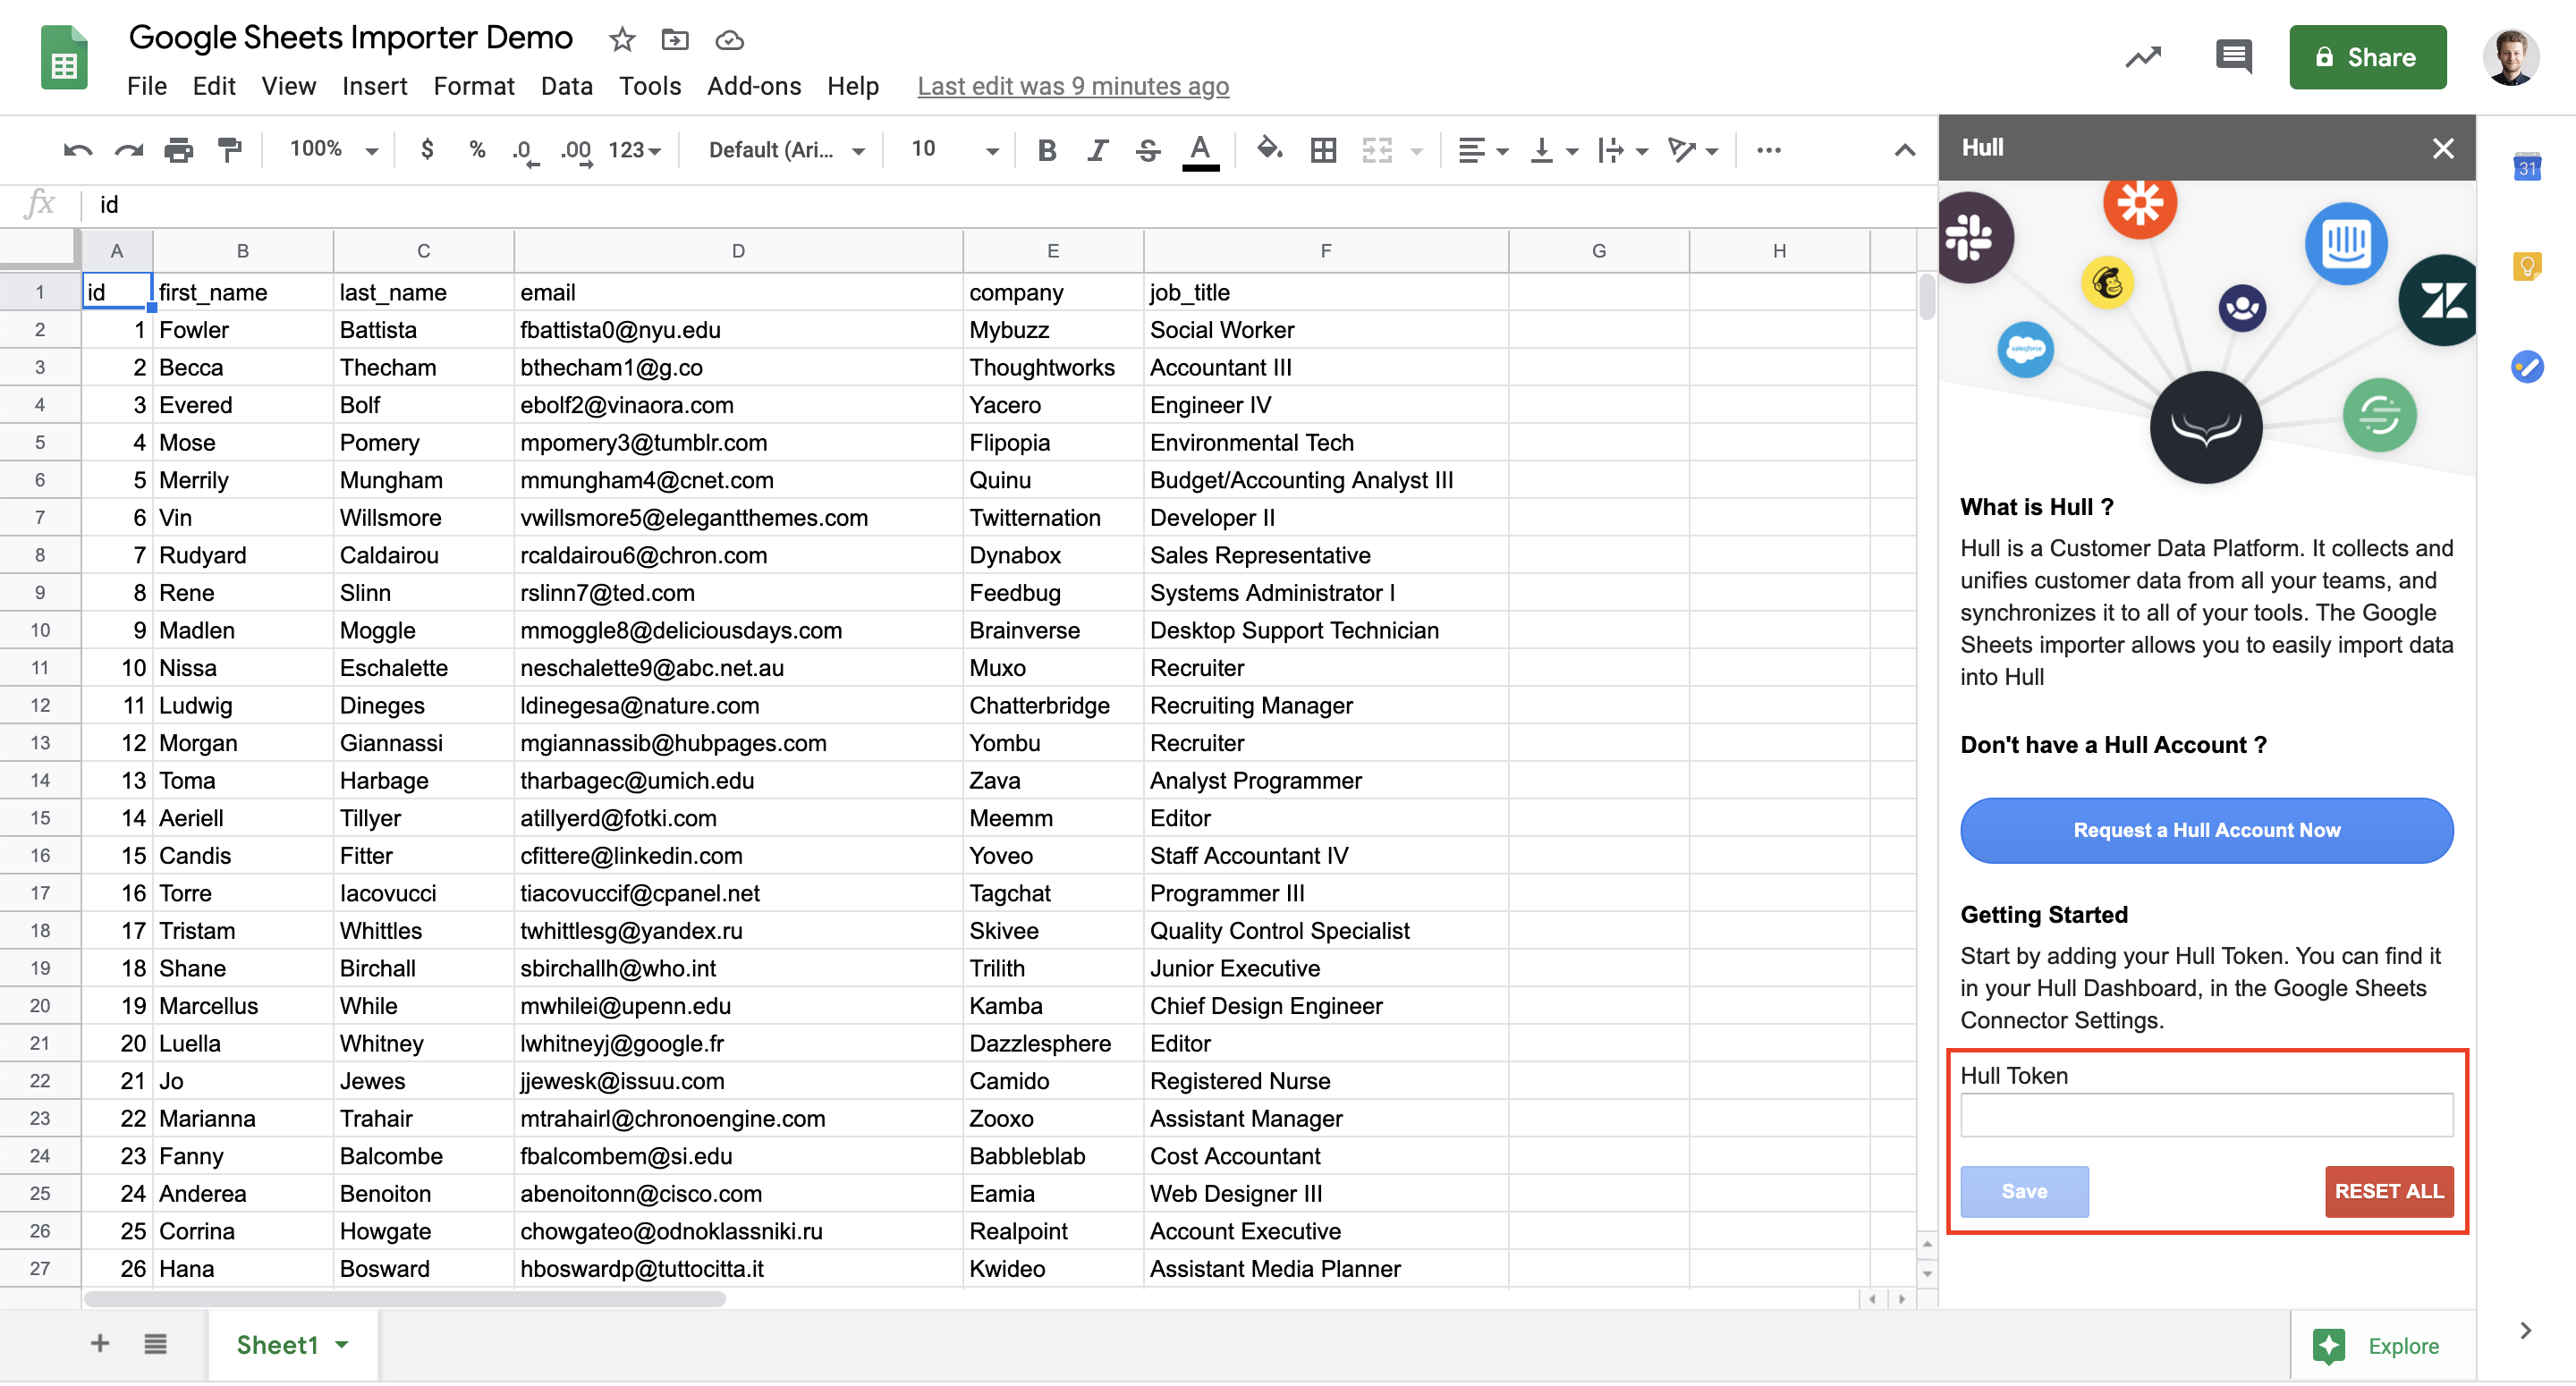 Google Sheets Importer Demo
File Edit View Insert Format Data Tools Add-ons Help Last edit was 9 minutes ago
Share
100% $ % .0 .00 123 Default (Ari... 10 B I S A
fx id
A B C D E F G H
1 id first_name last_name email company job_title
2 1 Fowler Battista fbattista0@nyu.edu Mybuzz Social Worker
3 2 Becca Thecham bthecham1@g.co Thoughtworks Accountant III
4 3 Evered Bolf ebolf2@vinaora.com Yacero Engineer IV
5 4 Mose Pomery mpomery3@tumblr.com Flipopia Environmental Tech
6 5 Merrily Mungham mmungham4@cnet.com Quinu Budget/Accounting Analyst III
7 6 Vin Willsmore vwillsmore5@elegantthemes.com Twitternation Developer II
8 7 Rudyard Caldairou rcaldairou6@chron.com Dynabox Sales Representative
9 8 Rene Slinn rslinn7@ted.com Feedbug Systems Administrator I
10 9 Madlen Moggle mmoggle8@deliciousdays.com Brainverse Desktop Support Technician
11 10 Nissa Eschalette neschalette9@abc.net.au Muxo Recruiter
12 11 Ludwig Dineges ldinegesa@nature.com Chatterbridge Recruiting Manager
13 12 Morgan Giannassi mgiannassib@hubpages.com Yombu Recruiter
14 13 Toma Harbage tharbagec@umich.edu Zava Analyst Programmer
15 14 Aeriell Tillyer atillyerd@fotki.com Meemm Editor
16 15 Candis Fitter cfittere@linkedin.com Yoveo Staff Accountant IV
17 16 Torre Iacovucci tiacovuccif@cpanel.net Tagchat Programmer III
18 17 Tristam Whittles twhittlesg@yandex.ru Skivee Quality Control Specialist
19 18 Shane Birchall sbirchallh@who.int Trilith Junior Executive
20 19 Marcellus While mwhilei@upenn.edu Kamba Chief Design Engineer
21 20 Luella Whitney lwhitneyj@google.fr Dazzlesphere Editor
22 21 Jo Jewes jjewesk@issuu.com Camido Registered Nurse
23 22 Marianna Trahair mtrahairl@chronoengine.com Zooxo Assistant Manager
24 23 Fanny Balcombe fbalcombem@si.edu Babbleblab Cost Accountant
25 24 Anderea Benoiton abenoitonn@cisco.com Eamia Web Designer III
26 25 Corrina Howgate chowgateo@odnoklassniki.ru Realpoint Account Executive
27 26 Hana Bosward hboswardp@tuttocitta.it Kwideo Assistant Media Planner
Sheet1
Explore
Hull
salesforce
31
What is Hull ?
Hull is a Customer Data Platform. It collects and
unifies customer data from all your teams, and
synchronizes it to all of your tools. The Google
Sheets importer allows you to easily import data
into Hull
Don't have a Hull Account ?
Request a Hull Account Now
Getting Started
Start by adding your Hull Token. You can find it
in your Hull Dashboard, in the Google Sheets
Connector Settings.
Hull Token
Save RESET ALL